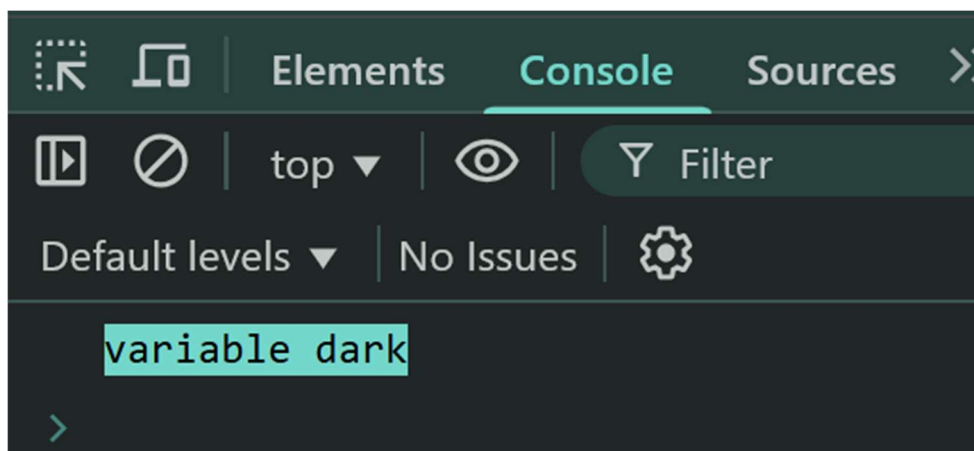 Elements Console Sources
top Filter
Default levels No Issues
variable dark